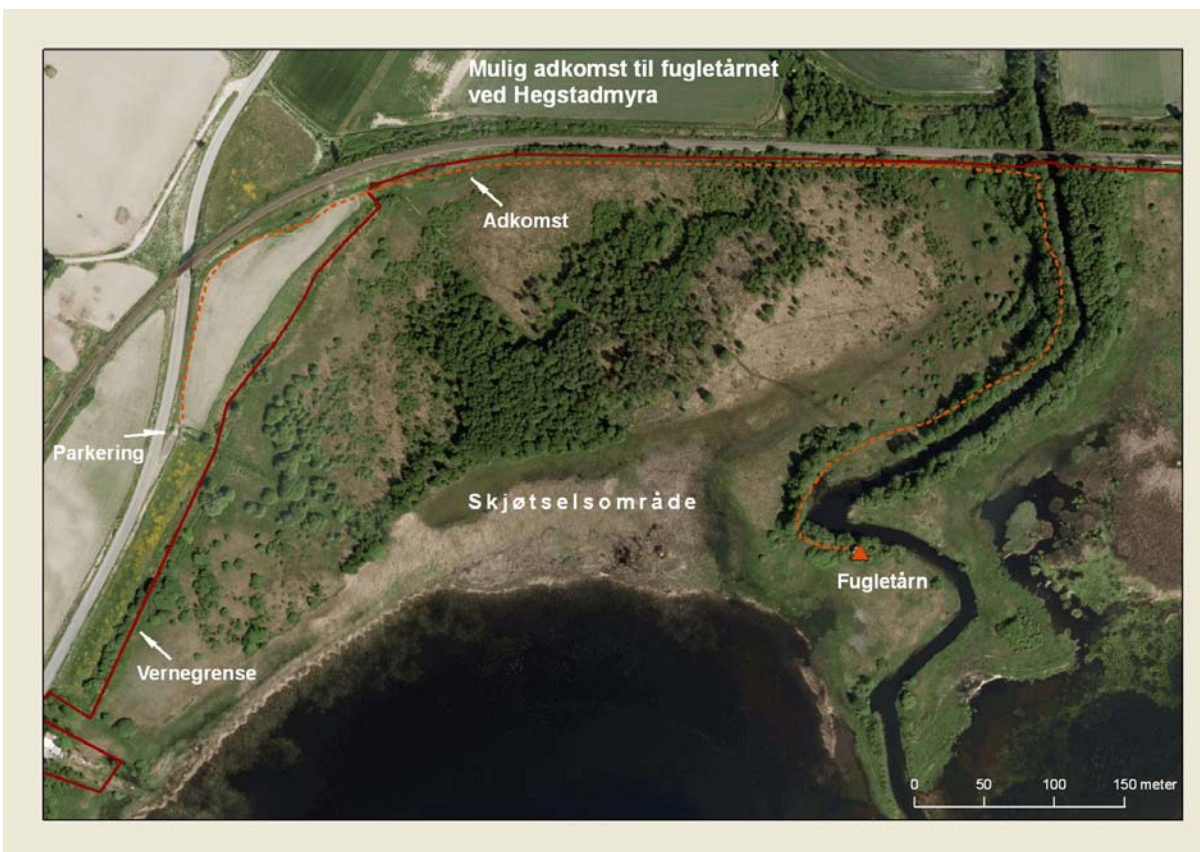 Mulig adkomst til fugletårnet
ved Hegstadmyra
Adkomst
Parkering
Skjøtselsområde
Fugletårn
Vernegrense
0 50 100 150 meter